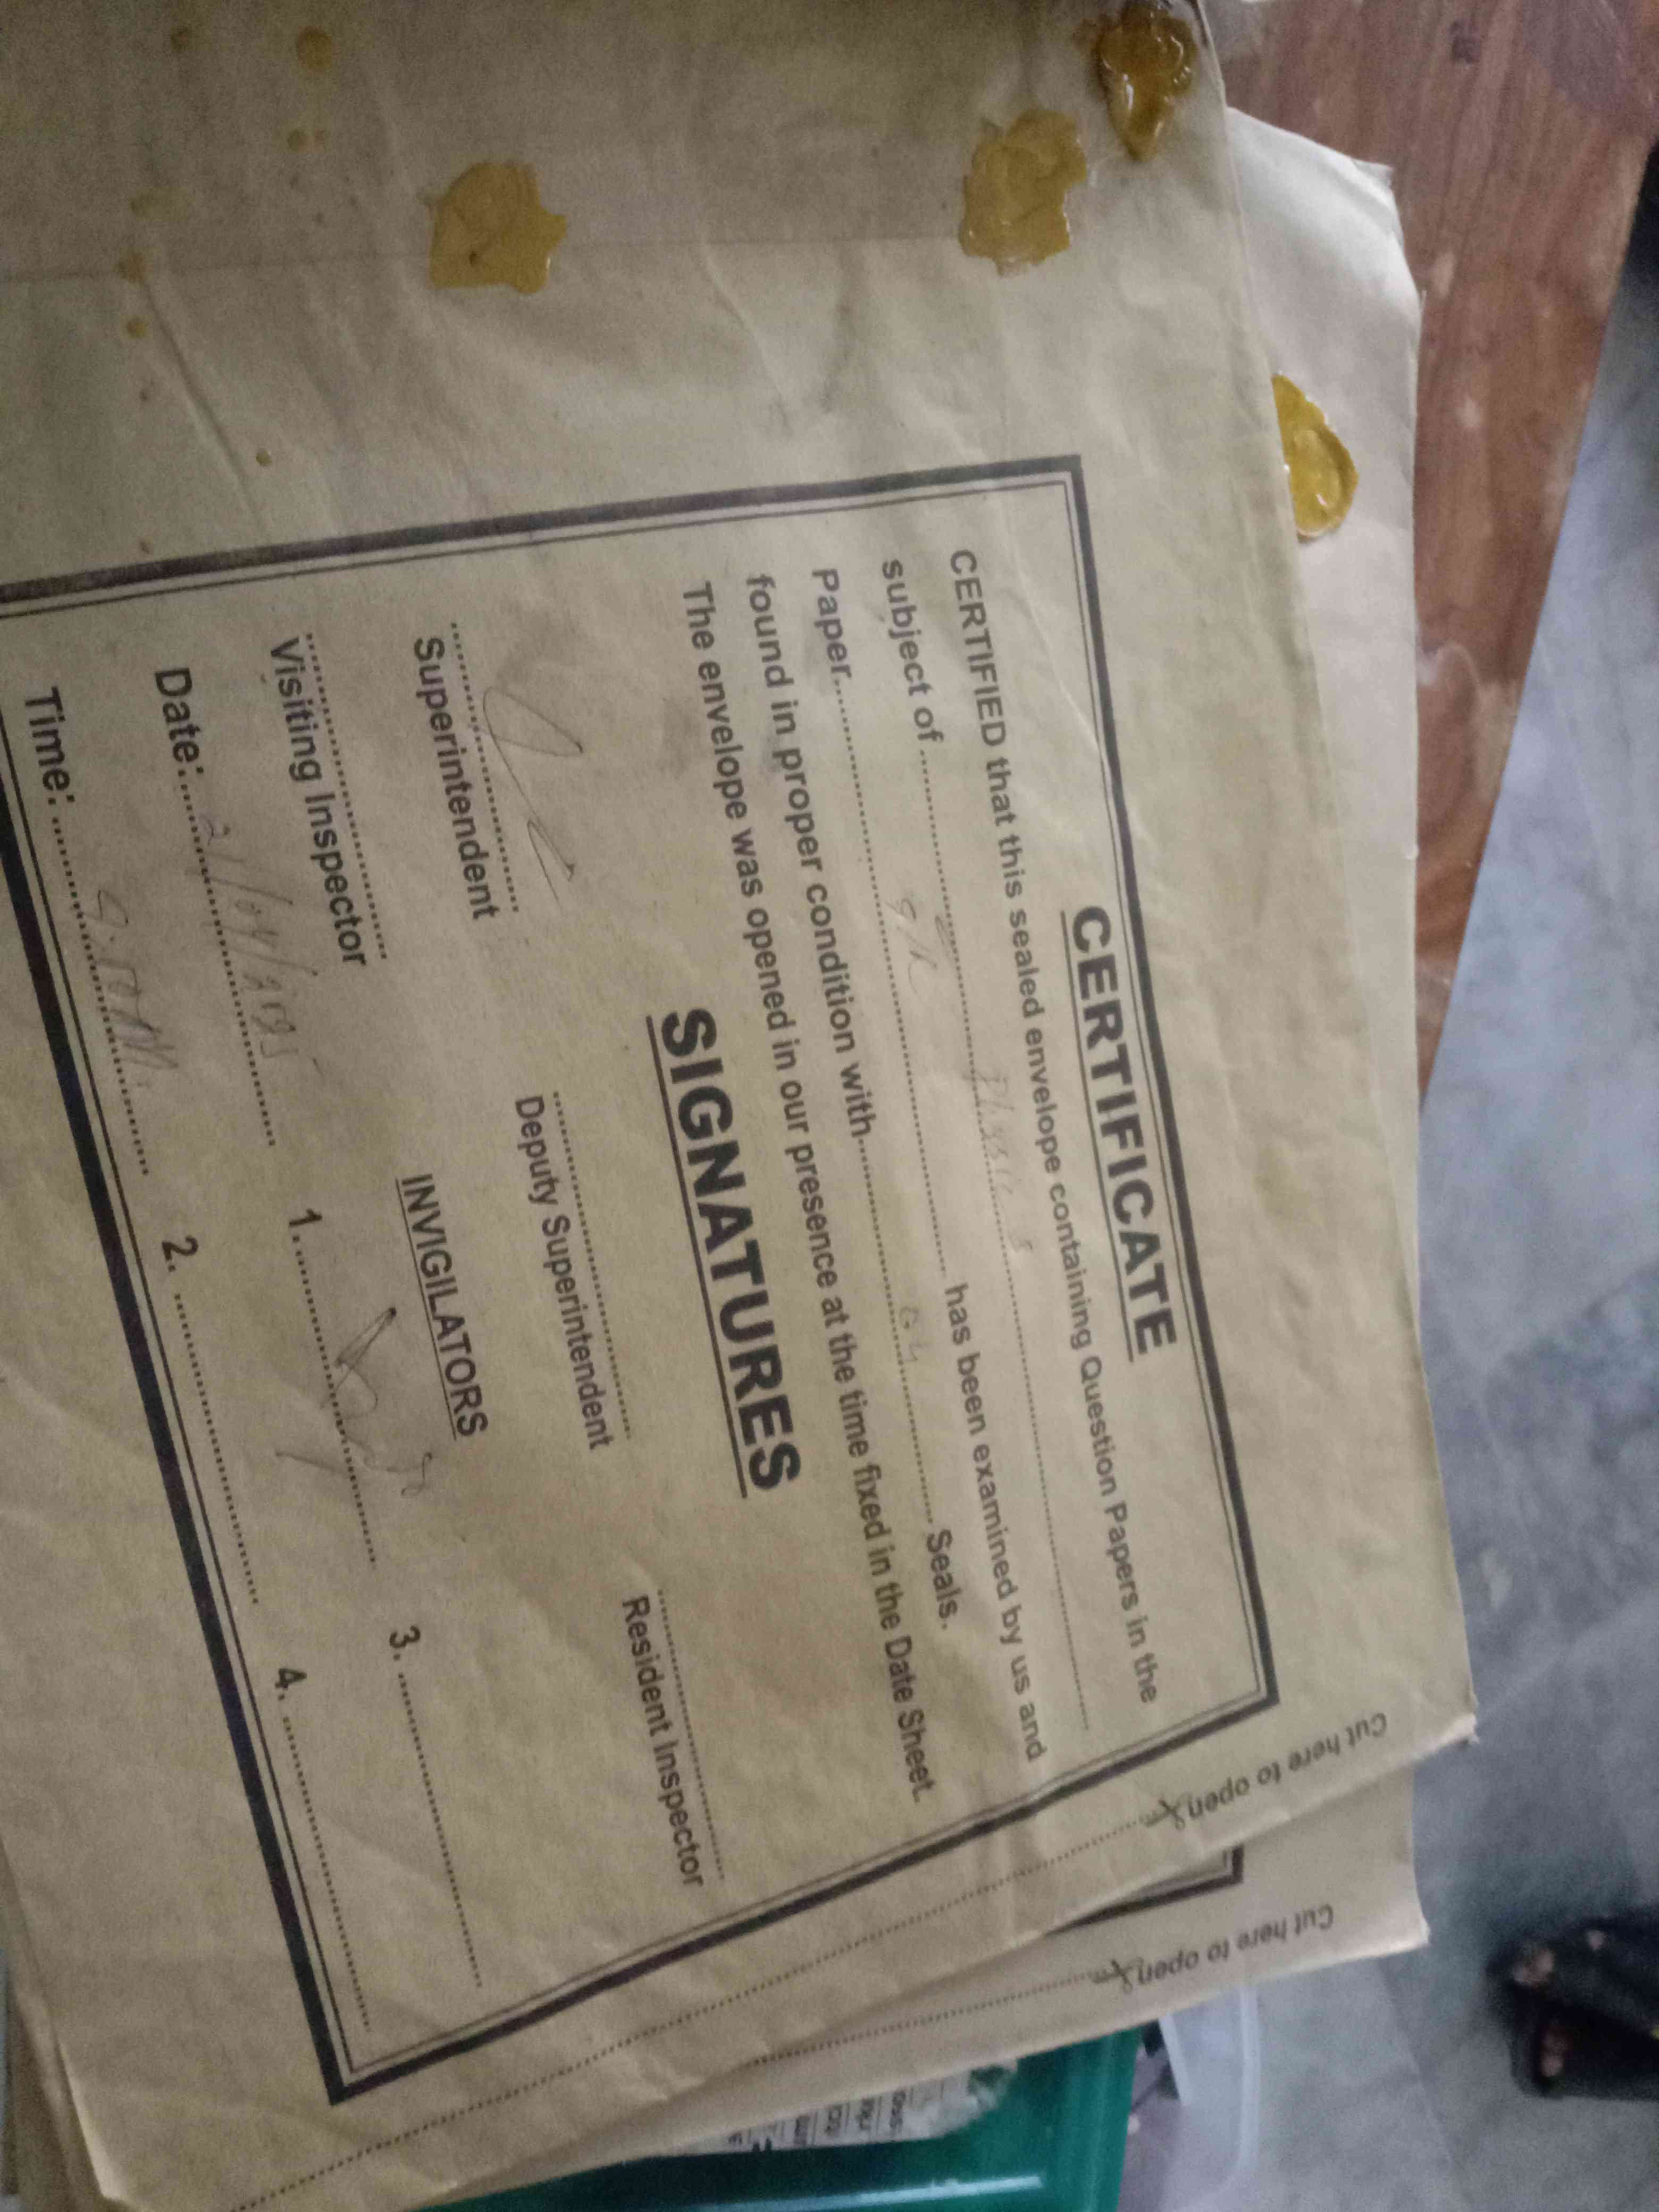 CERTIFICATE
CERTIFIED that this sealed envelope containing Question Papers in the
subject of ........ Physics ........
Paper........ has been examined by us and
found in proper condition with........ 04 ........ Seals.
The envelope was opened in our presence at the time fixed in the Date Sheet.
SIGNATURES
Superintendent
Deputy Superintendent
Resident Inspector
Visiting Inspector
INVIGILATORS
Date:........
1.........
3.........
Time:........
2.........
4.........
Cut here to open
Cut here to open